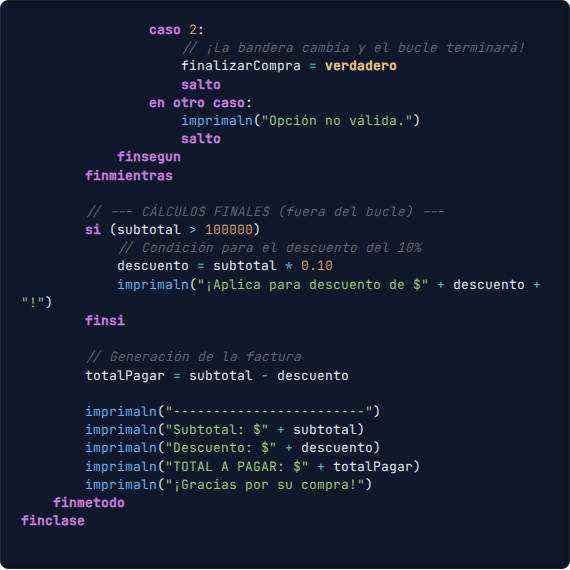 caso 2:
// ¡La bandera cambia y el bucle terminará!
finalizarCompra = verdadero
salto
en otro caso:
imprimaln("Opción no válida.")
salto
finsegun
finmientras
// --- CÁLCULOS FINALES (fuera del bucle) ---
si (subtotal > 100000)
// Condición para el descuento del 10%
descuento = subtotal * 0.10
imprimaln("¡Aplica para descuento de $" + descuento +
"!")
finsi
// Generación de la factura
totalPagar = subtotal - descuento
imprimaln("------------------------")
imprimaln("Subtotal: $" + subtotal)
imprimaln("Descuento: $" + descuento)
imprimaln("TOTAL A PAGAR: $" + totalPagar)
imprimaln("¡Gracias por su compra!")
finmetodo
finclase